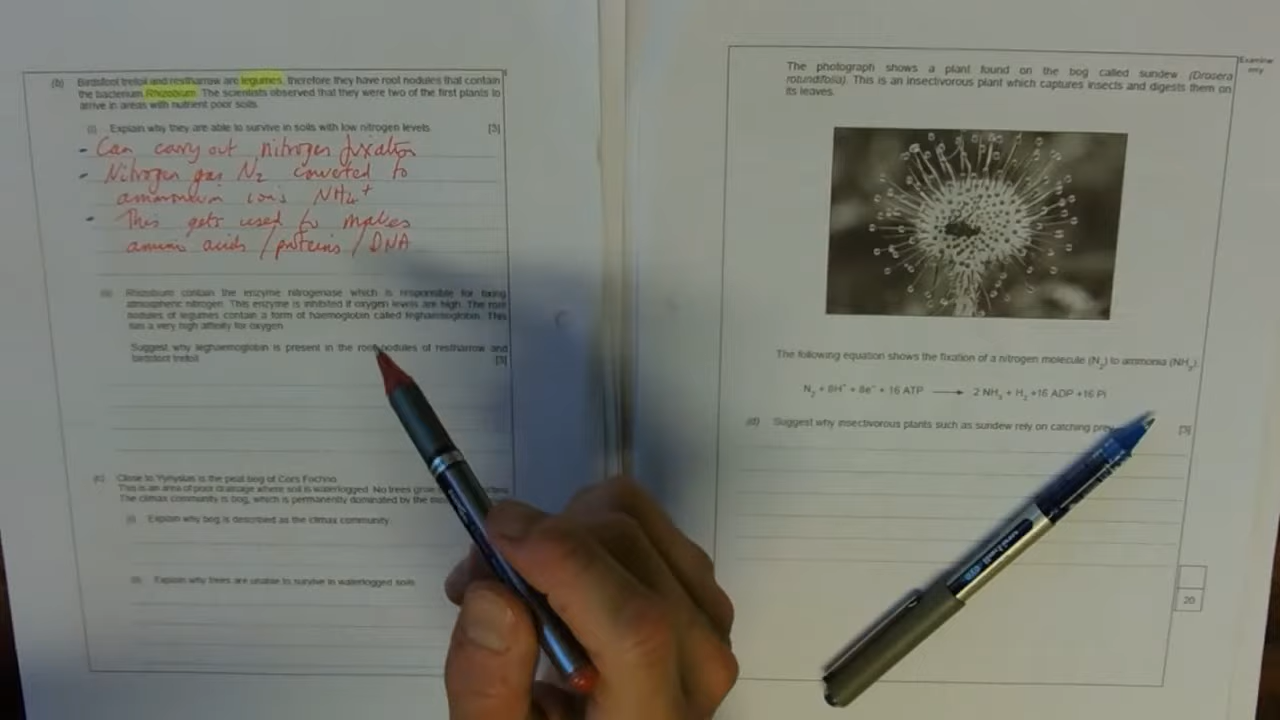 (b) Birdsfoot trefoil and restharrow are legumes, therefore they have root nodules that contain
the bacterium Rhizobium. The scientists observed that they were two of the first plants to
arrive in areas with nutrient poor soils.
(i) Explain why they are able to survive in soils with low nitrogen levels. [3]
- Can carry out nitrogen fixation
- Nitrogen gas N2 converted to
ammonium ions NH4+
- This gets used to makes
amino acids / proteins / DNA
(ii) Rhizobium contain the enzyme nitrogenase which is responsible for fixing
atmospheric nitrogen. This enzyme is inhibited if oxygen levels are high. The root
nodules of legumes contain a form of haemoglobin called leghaemoglobin. This
has a very high affinity for oxygen.
Suggest why leghaemoglobin is present in the root nodules of restharrow and
birdsfoot trefoil. [3]
(c) Close to Ynyslas is the peat bog of Cors Fochno.
This is an area of poor drainage where soil is waterlogged. No trees grow
The climax community is bog, which is permanently dominated by the
(i) Explain why bog is described as the climax community.
(ii) Explain why trees are unable to survive in waterlogged soils.
Examiner
only
The photograph shows a plant found on the bog called sundew (Drosera
rotundifolia). This is an insectivorous plant which captures insects and digests them on
its leaves.
The following equation shows the fixation of a nitrogen molecule (N2) to ammonia (NH3).
N2 + 8H+ + 8e- + 16 ATP ⟶ 2 NH3 + H2 +16 ADP +16 Pi
(d) Suggest why insectivorous plants such as sundew rely on catching prey [3]
20